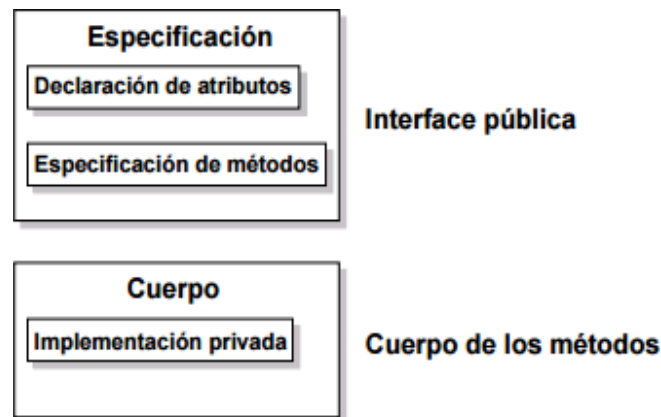 Especificación
Declaración de atributos
Interface pública
Especificación de métodos
Cuerpo
Implementación privada
Cuerpo de los métodos